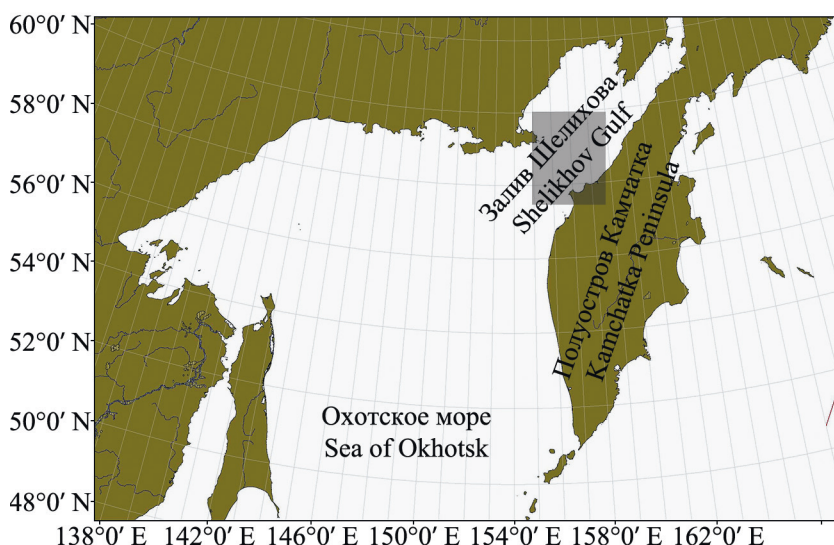 60°0′ N
58°0′ N
56°0′ N
54°0′ N
52°0′ N
50°0′ N
48°0′ N
Залив Шелихова
Shelikhov Gulf
Полуостров Камчатка
Kamchatka Peninsula
Охотское море
Sea of Okhotsk
138°0′ E 142°0′ E 146°0′ E 150°0′ E 154°0′ E 158°0′ E 162°0′ E